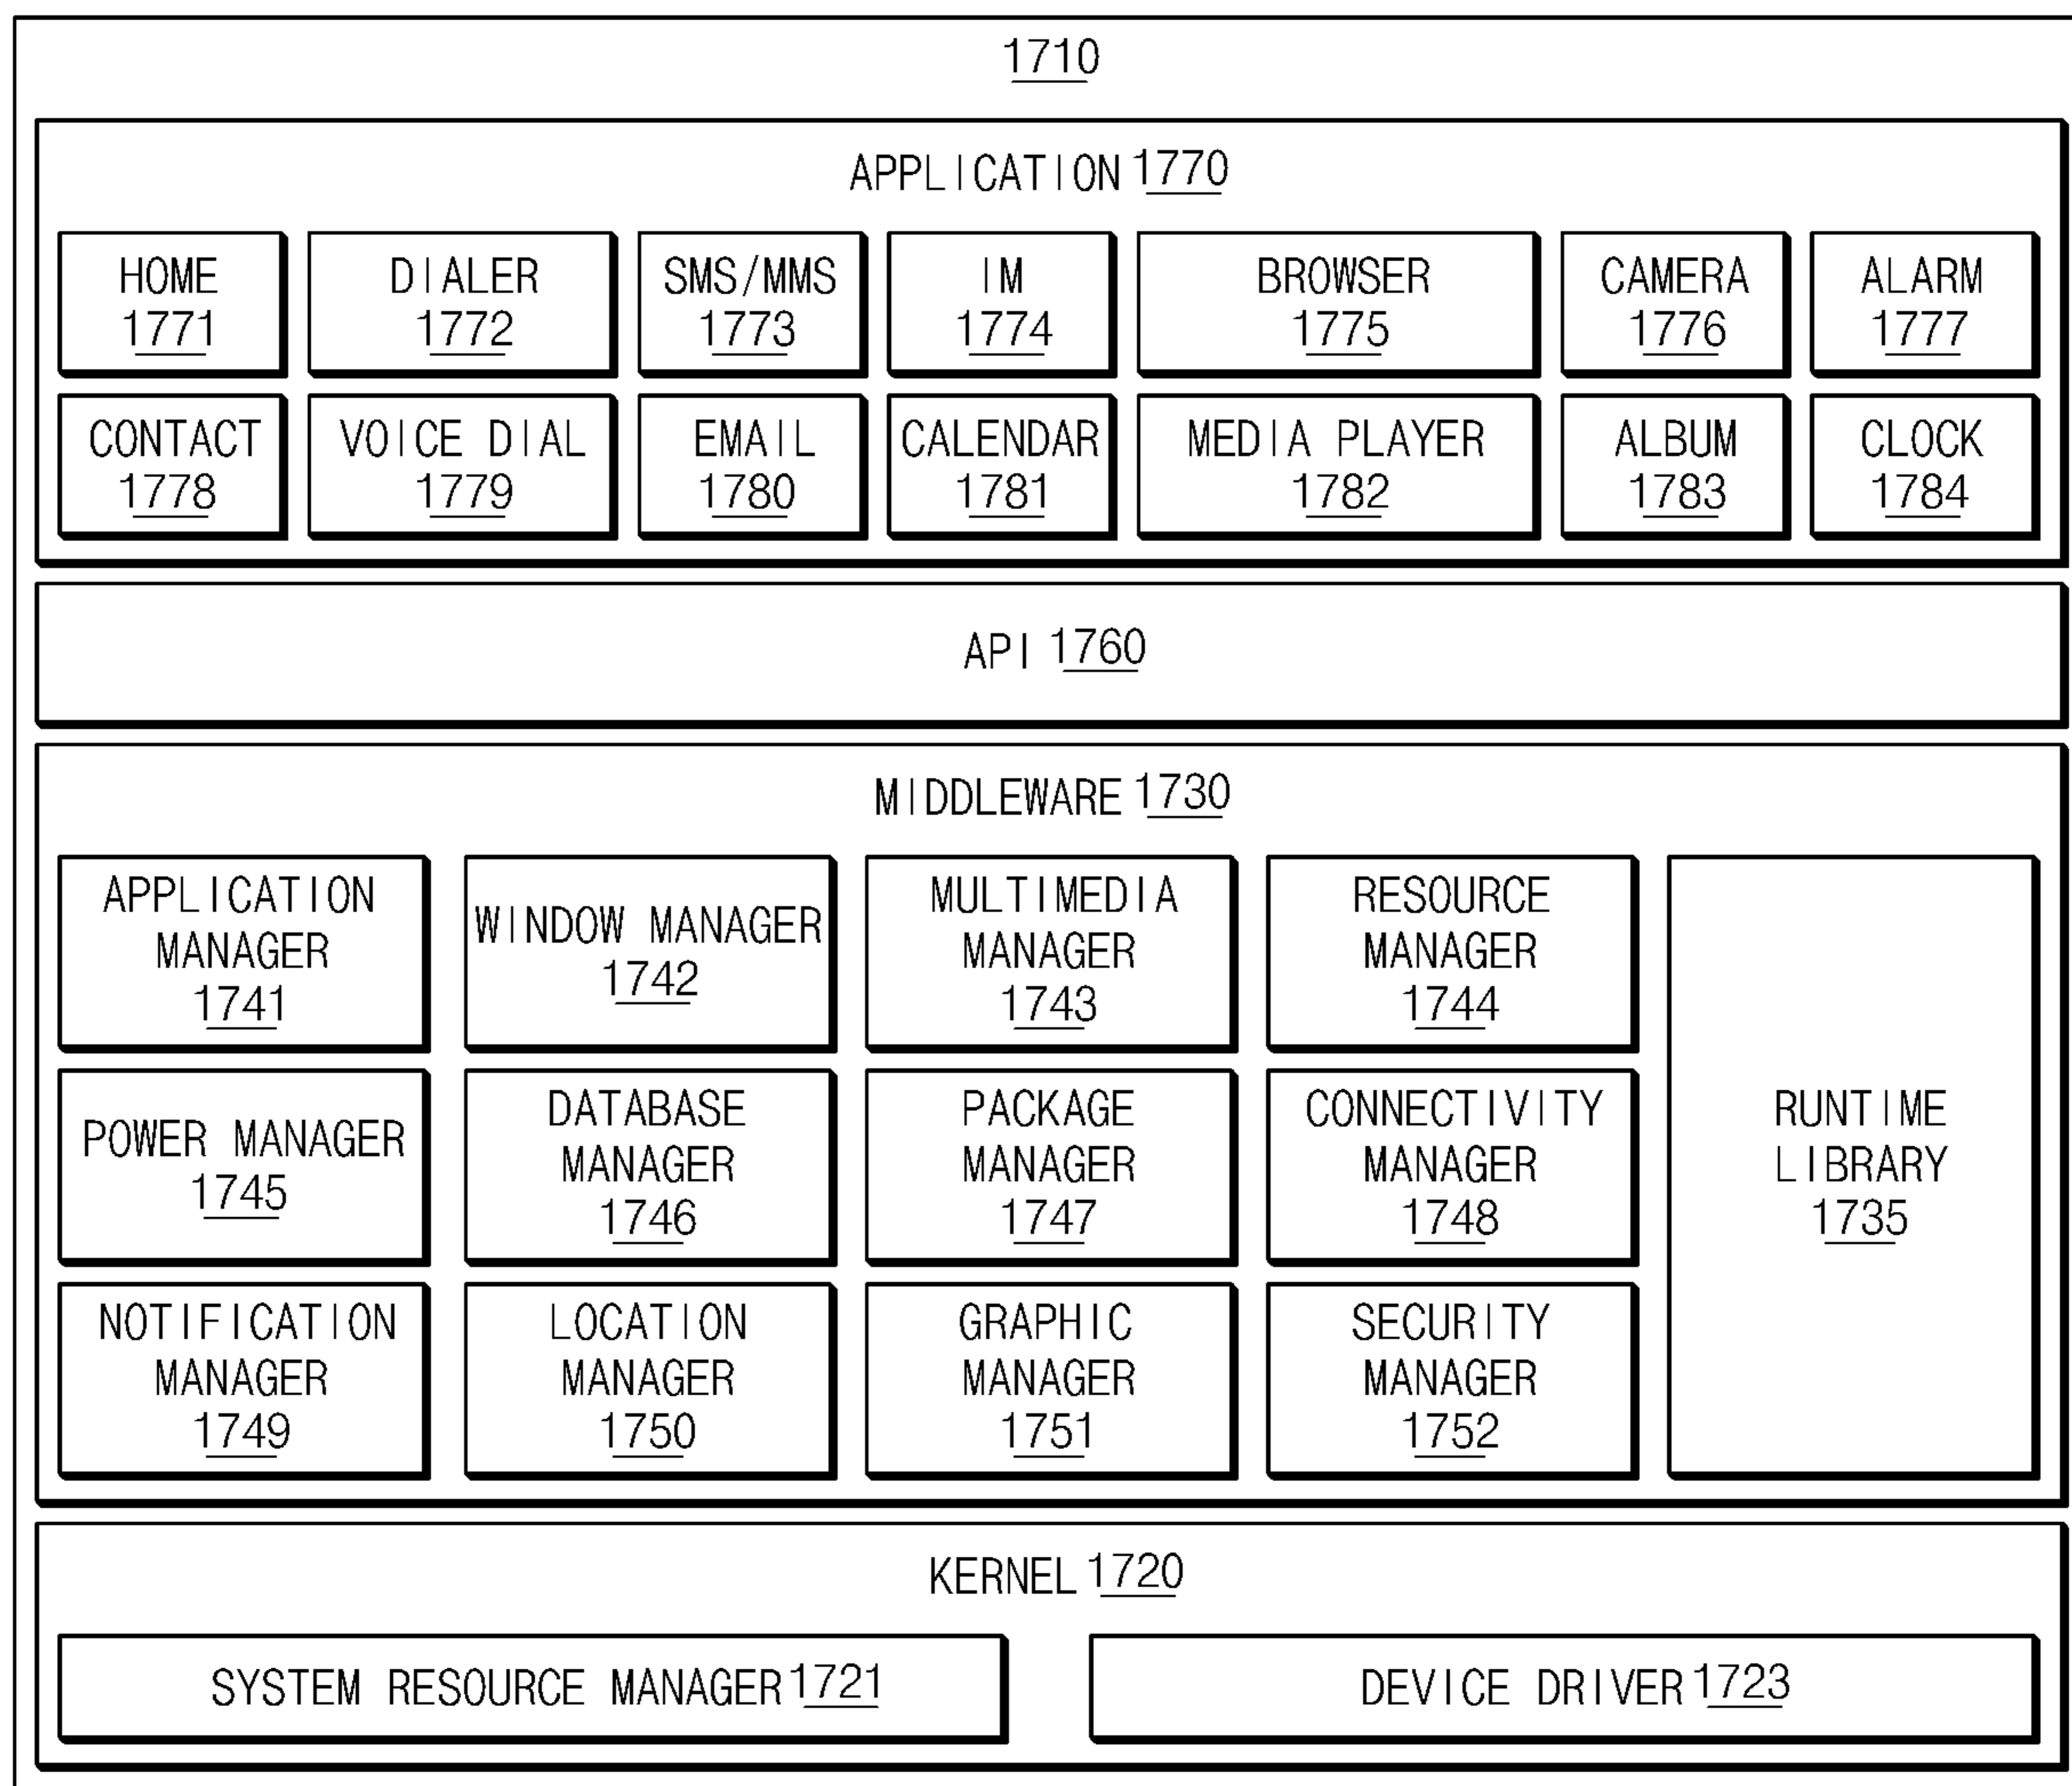 1710
APPLICATION 1770
HOME
1771
DIALER
1772
SMS/MMS
1773
IM
1774
BROWSER
1775
CAMERA
1776
ALARM
1777
CONTACT
1778
VOICE DIAL
1779
EMAIL
1780
CALENDAR
1781
MEDIA PLAYER
1782
ALBUM
1783
CLOCK
1784
API 1760
MIDDLEWARE 1730
APPLICATION
MANAGER
1741
WINDOW MANAGER
1742
MULTIMEDIA
MANAGER
1743
RESOURCE
MANAGER
1744
POWER MANAGER
1745
DATABASE
MANAGER
1746
PACKAGE
MANAGER
1747
CONNECTIVITY
MANAGER
1748
RUNTIME
LIBRARY
1735
NOTIFICATION
MANAGER
1749
LOCATION
MANAGER
1750
GRAPHIC
MANAGER
1751
SECURITY
MANAGER
1752
KERNEL 1720
SYSTEM RESOURCE MANAGER 1721
DEVICE DRIVER 1723